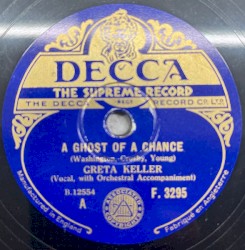 DECCA
THE SUPREME RECORD
THE DECCA RECORD CO. LTD.
A GHOST OF A CHANCE
(Washington, Crosby, Young)
GRETA KELLER
(Vocal, with Orchestral Accompaniment)
B.12554
F. 3295
A
Manufactured in England
Fabriqué en Angleterre